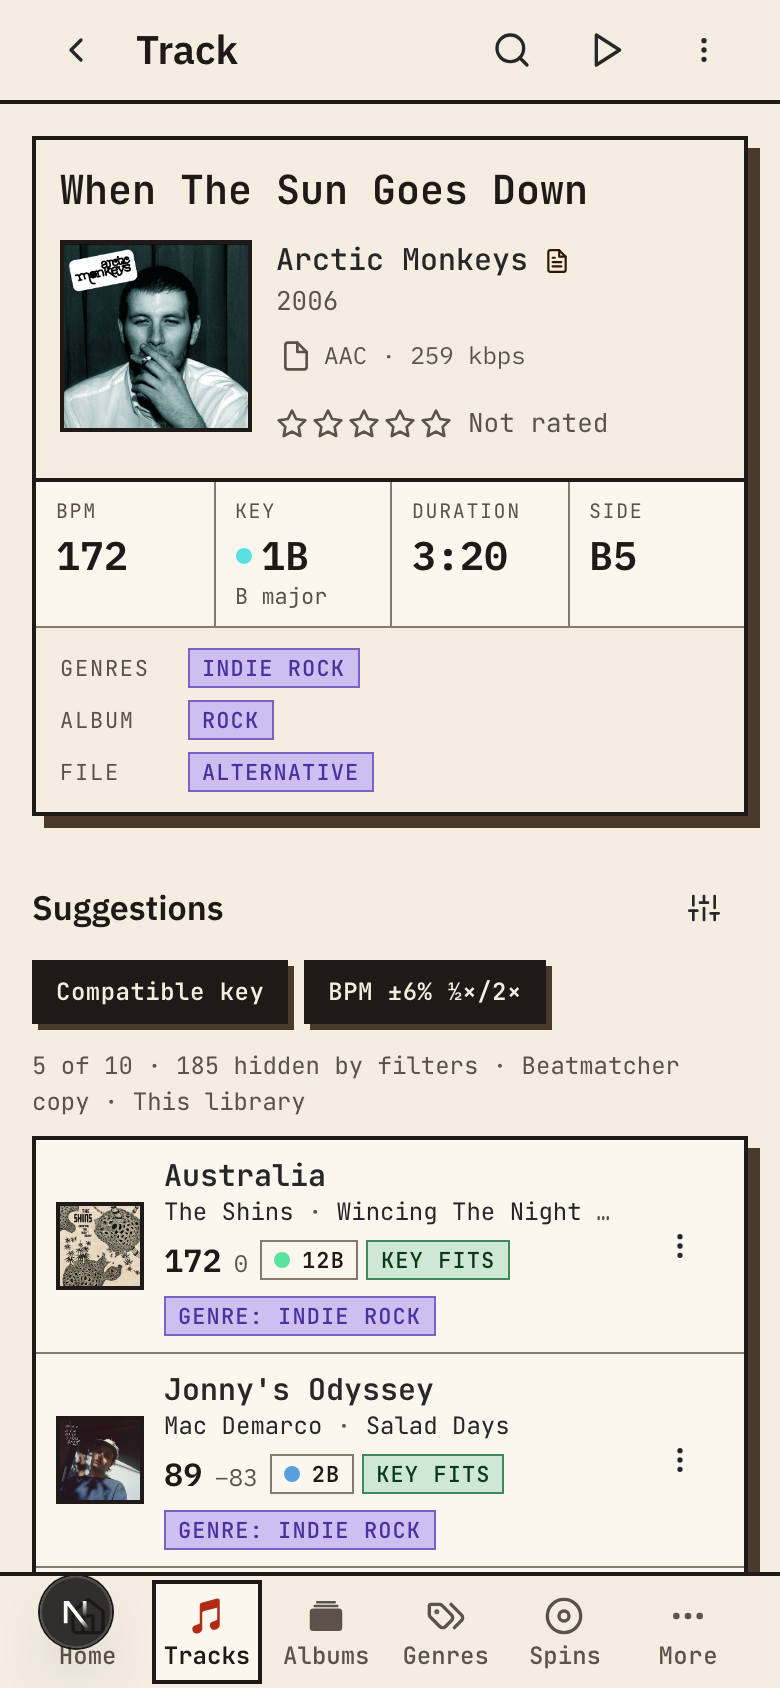 Track
When The Sun Goes Down
arctic
monkeys
Arctic Monkeys
2006
AAC · 259 kbps
Not rated
BPM
172
KEY
1B
B major
DURATION
3:20
SIDE
B5
GENRES
INDIE ROCK
ALBUM
ROCK
FILE
ALTERNATIVE
Suggestions
Compatible key
BPM ±6% ½×/2×
5 of 10 · 185 hidden by filters · Beatmatcher
copy · This library
THE
SHINS
Australia
The Shins · Wincing The Night …
172 0 12B KEY FITS
GENRE: INDIE ROCK
Jonny's Odyssey
Mac Demarco · Salad Days
89 −83 2B KEY FITS
GENRE: INDIE ROCK
N
Home
Tracks
Albums
Genres
Spins
More